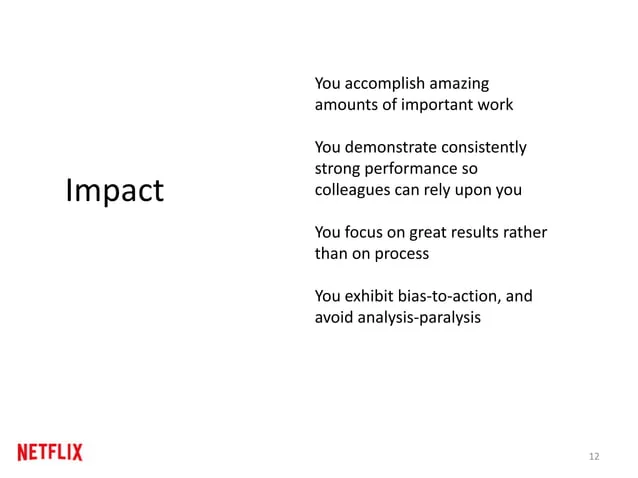 Impact
You accomplish amazing
amounts of important work
You demonstrate consistently
strong performance so
colleagues can rely upon you
You focus on great results rather
than on process
You exhibit bias-to-action, and
avoid analysis-paralysis
NETFLIX
12